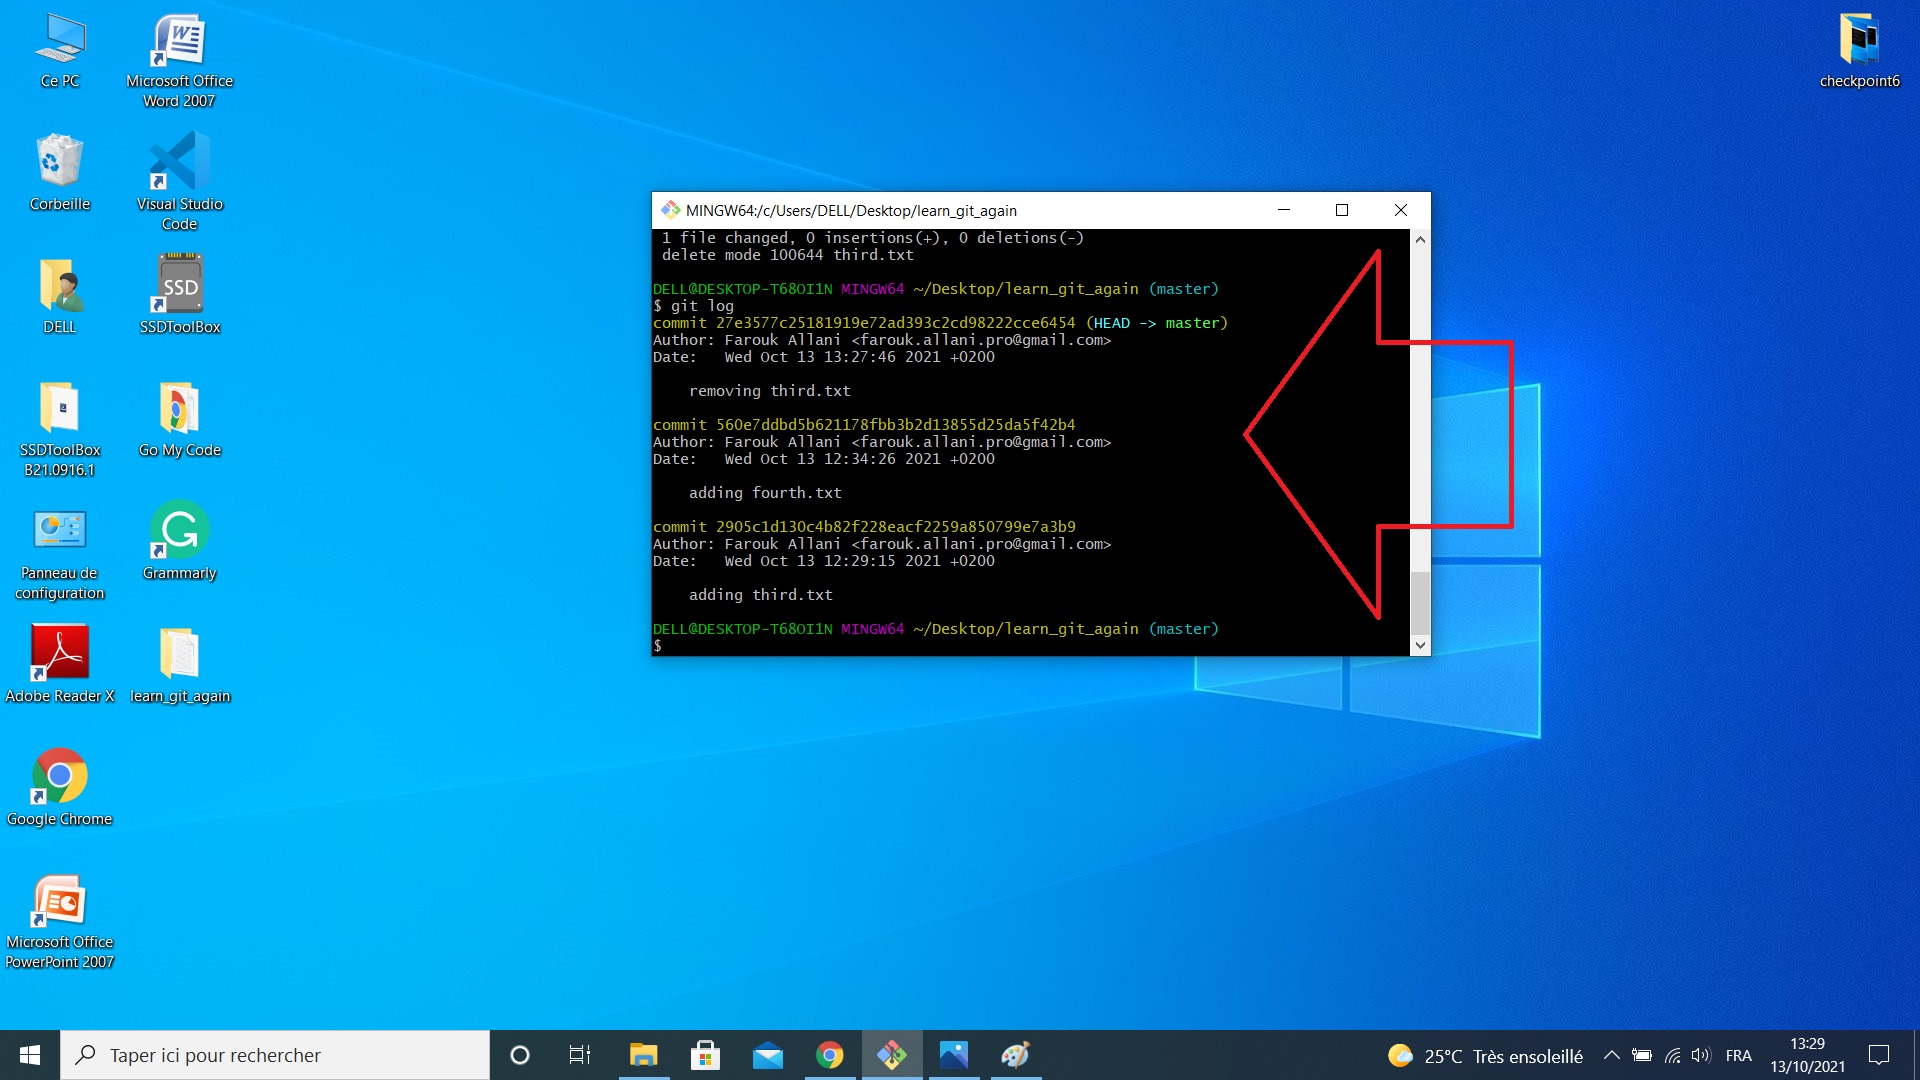 Ce PC
Microsoft Office
Word 2007
Corbeille
Visual Studio
Code
DELL
SSD
SSDToolBox
SSDToolBox
B21.0916.1
Go My Code
Panneau de
configuration
Grammarly
Adobe Reader X
learn_git_again
Google Chrome
Microsoft Office
PowerPoint 2007
checkpoint6
MINGW64:/c/Users/DELL/Desktop/learn_git_again
1 file changed, 0 insertions(+), 0 deletions(-)
delete mode 100644 third.txt
DELL@DESKTOP-T68OI1N MINGW64 ~/Desktop/learn_git_again (master)
$ git log
commit 27e3577c25181919e72ad393c2cd98222cce6454 (HEAD -> master)
Author: Farouk Allani <farouk.allani.pro@gmail.com>
Date:   Wed Oct 13 13:27:46 2021 +0200
removing third.txt
commit 560e7ddbd5b621178fbb3b2d13855d25da5f42b4
Author: Farouk Allani <farouk.allani.pro@gmail.com>
Date:   Wed Oct 13 12:34:26 2021 +0200
adding fourth.txt
commit 2905c1d130c4b82f228eacf2259a850799e7a3b9
Author: Farouk Allani <farouk.allani.pro@gmail.com>
Date:   Wed Oct 13 12:29:15 2021 +0200
adding third.txt
DELL@DESKTOP-T68OI1N MINGW64 ~/Desktop/learn_git_again (master)
$
Taper ici pour rechercher
25°C Très ensoleillé
FRA
13:29
13/10/2021